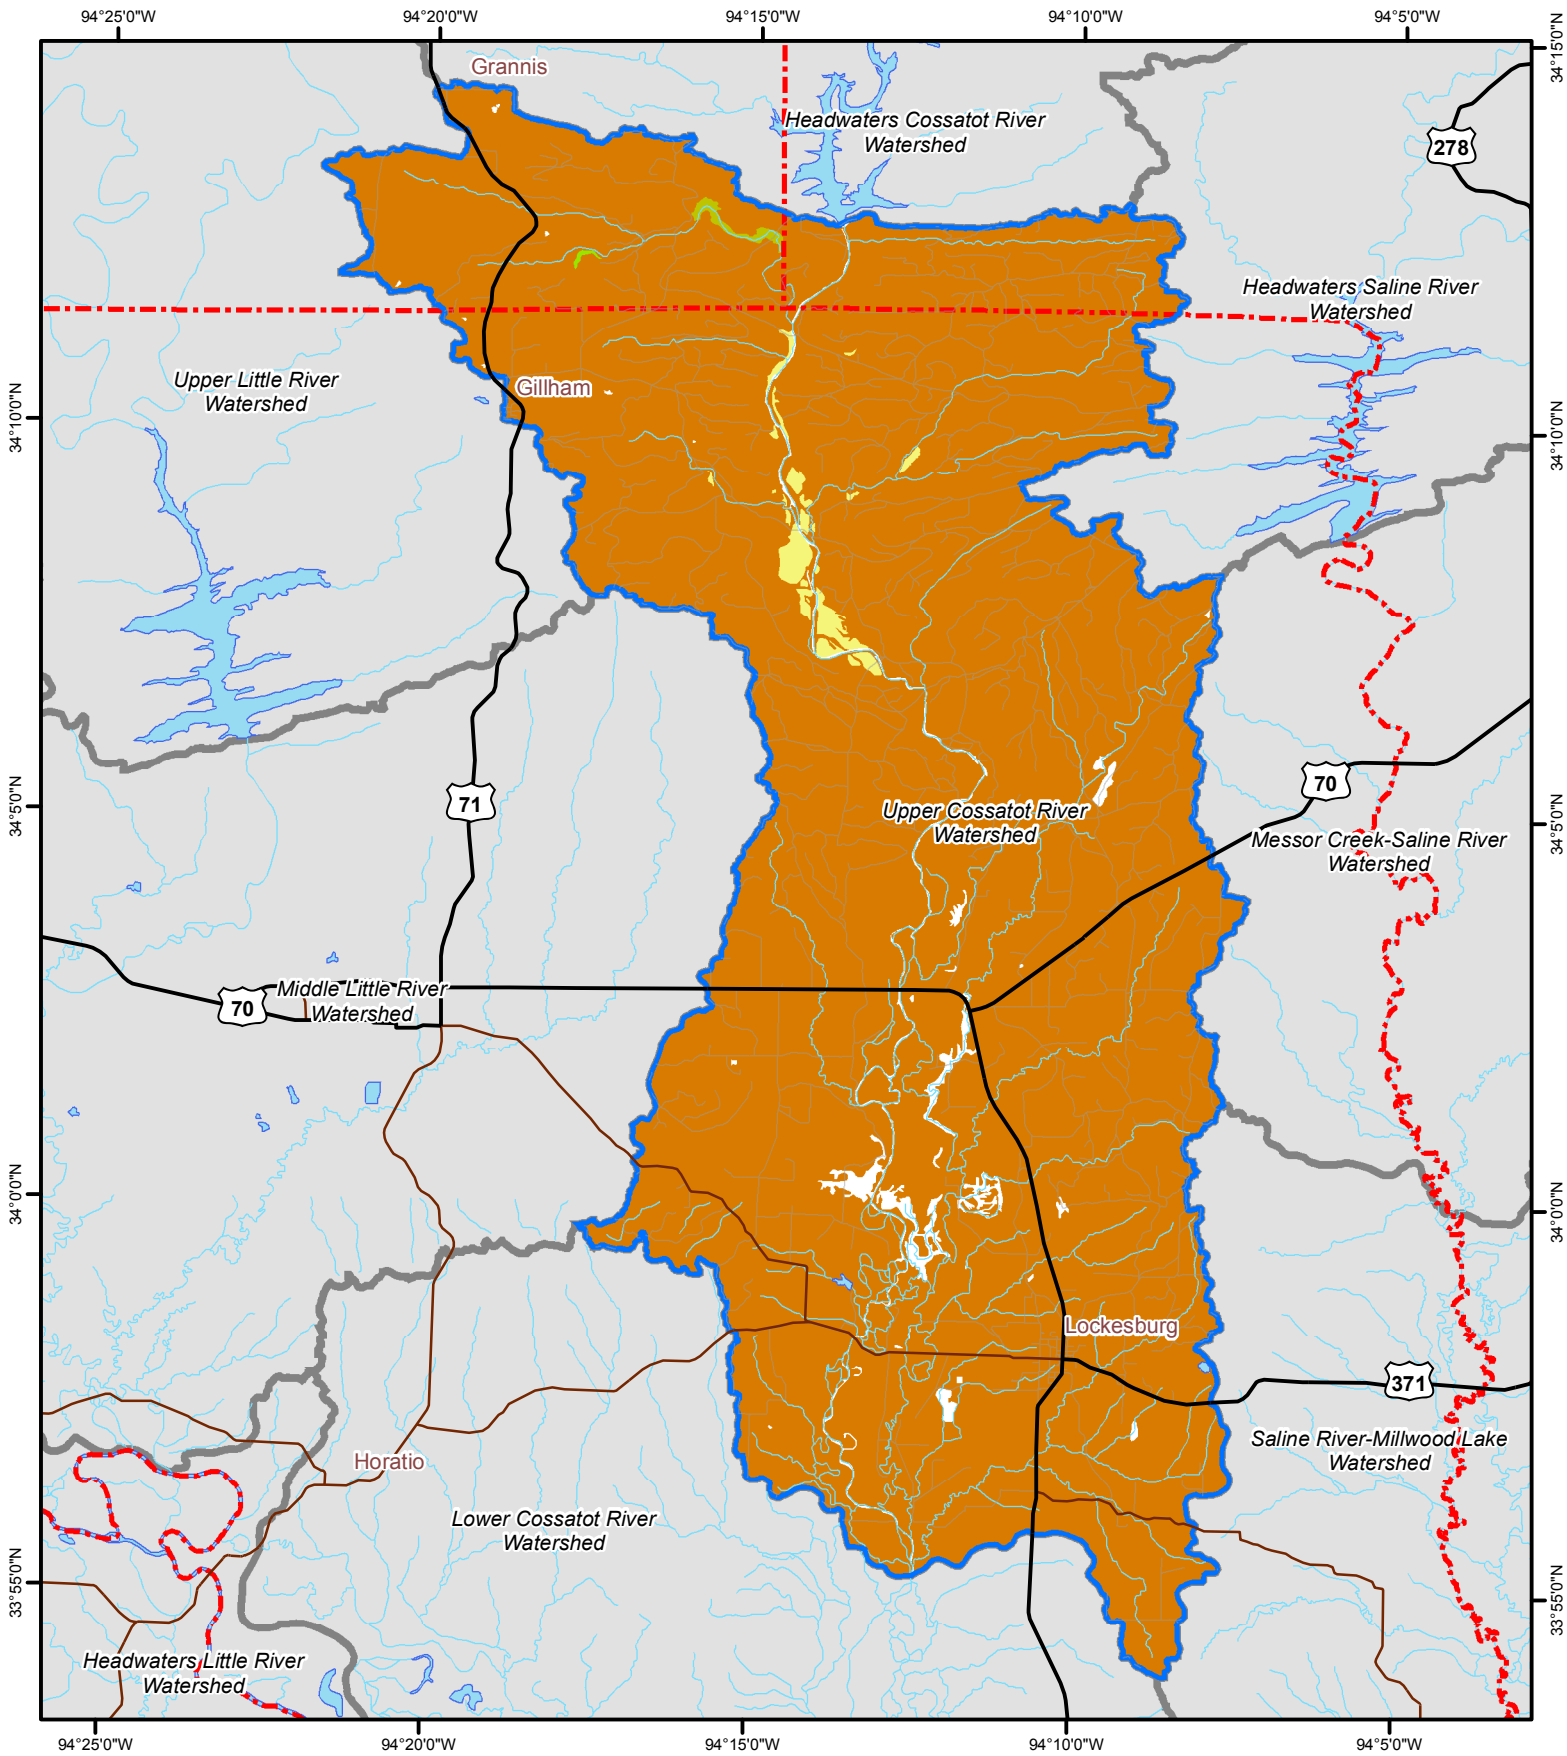 94°25'0"W
94°20'0"W
94°15'0"W
94°10'0"W
94°5'0"W
34°15'0"N
Grannis
Headwaters Cossatot River
Watershed
278
Headwaters Saline River
Watershed
Upper Little River
Watershed
Gillham
34°10'0"N
34°10'0"N
71
70
34°5'0"N
34°5'0"N
Upper Cossatot River
Watershed
Messor Creek-Saline River
Watershed
70
Middle Little River
Watershed
34°0'0"N
34°0'0"N
Lockesburg
371
Horatio
Saline River-Millwood Lake
Watershed
Lower Cossatot River
Watershed
33°55'0"N
33°55'0"N
Headwaters Little River
Watershed
94°25'0"W
94°20'0"W
94°15'0"W
94°10'0"W
94°5'0"W